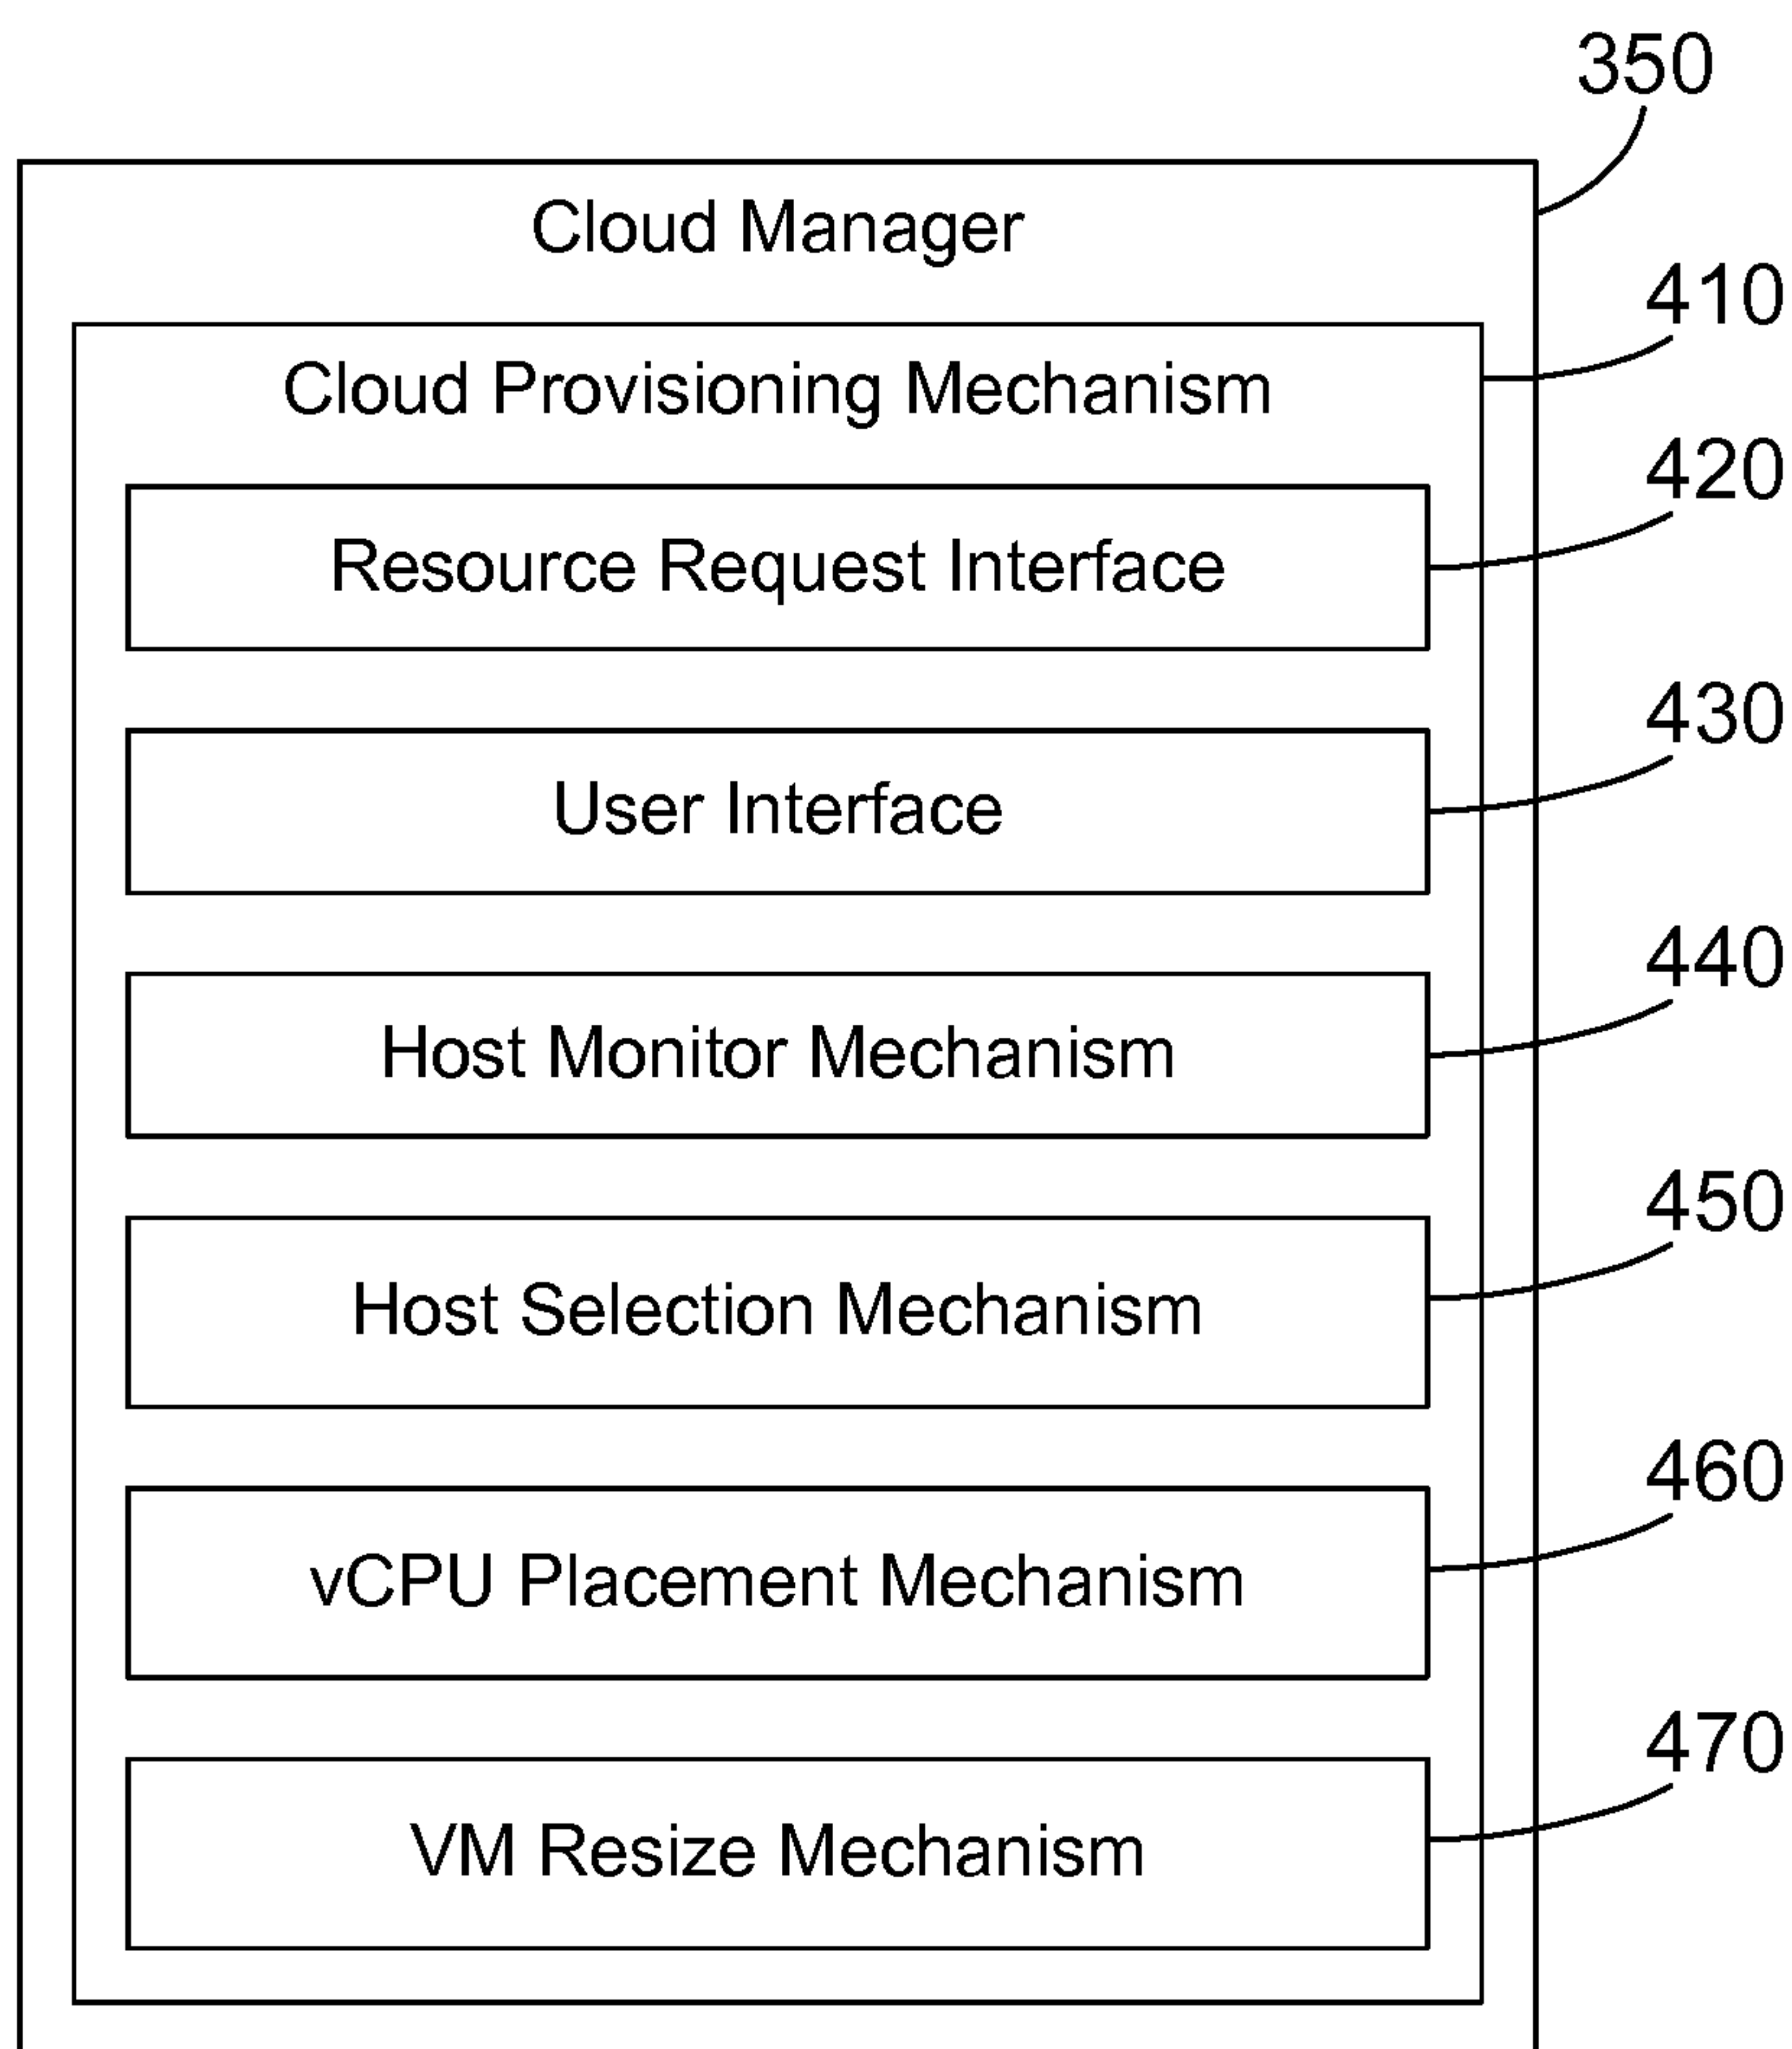 350
Cloud Manager
410
Cloud Provisioning Mechanism
420
Resource Request Interface
430
User Interface
440
Host Monitor Mechanism
450
Host Selection Mechanism
460
vCPU Placement Mechanism
470
VM Resize Mechanism